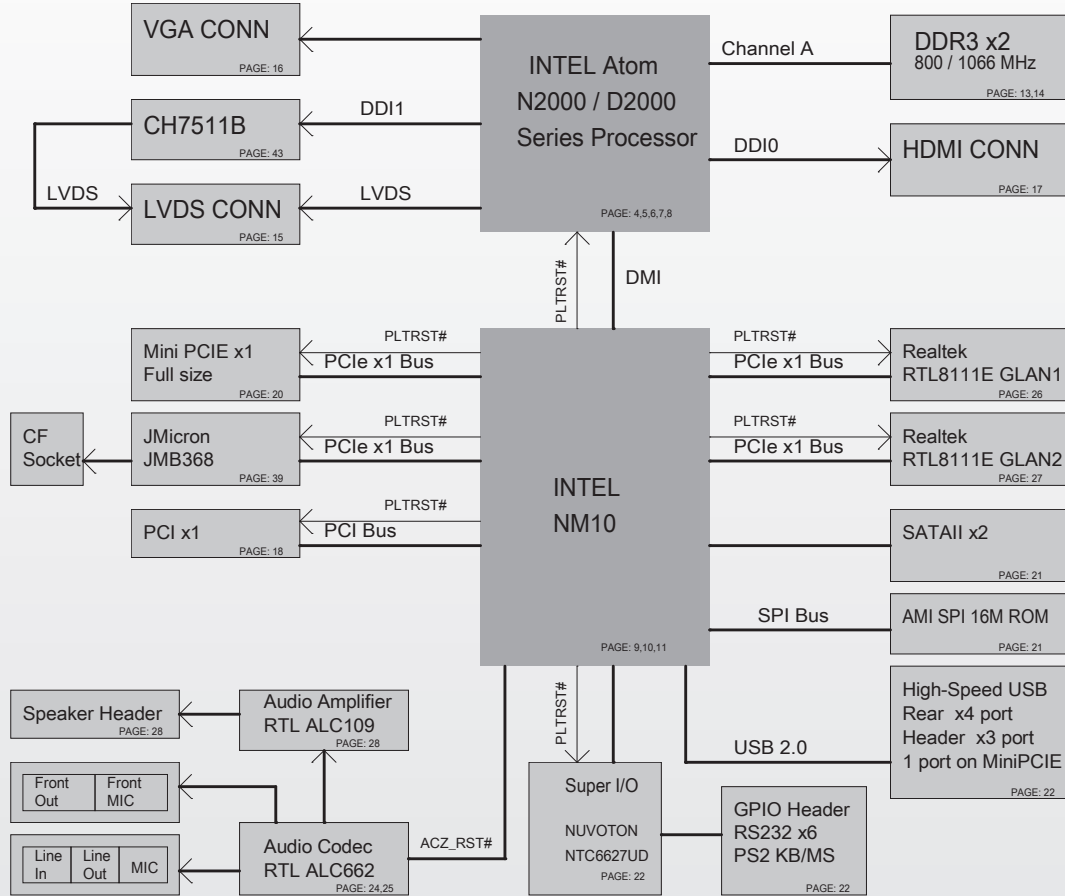 VGA CONN
PAGE: 16
CH7511B
PAGE: 43
LVDS CONN
PAGE: 15
DDI1
LVDS
LVDS
INTEL Atom
N2000 / D2000
Series Processor
PAGE: 4,5,6,7,8
Channel A
DDI0
DDR3 x2
800 / 1066 MHz
PAGE: 13,14
HDMI CONN
PAGE: 17
PLTRST#
DMI
Mini PCIE x1
Full size
PAGE: 20
PLTRST#
PCIe x1 Bus
CF
Socket
JMicron
JMB368
PAGE: 39
PLTRST#
PCIe x1 Bus
PCI x1
PAGE: 18
PLTRST#
PCI Bus
INTEL
NM10
PAGE: 9,10,11
PLTRST#
PCIe x1 Bus
Realtek
RTL8111E GLAN1
PAGE: 26
PLTRST#
PCIe x1 Bus
Realtek
RTL8111E GLAN2
PAGE: 27
SATAII x2
PAGE: 21
SPI Bus
AMI SPI 16M ROM
PAGE: 21
USB 2.0
High-Speed USB
Rear x4 port
Header x3 port
1 port on MiniPCIE
PAGE: 22
Speaker Header
PAGE: 28
Audio Amplifier
RTL ALC109
PAGE: 28
Front
Out
Front
MIC
Line
In
Line
Out
MIC
Audio Codec
RTL ALC662
PAGE: 24,25
ACZ_RST#
PLTRST#
Super I/O
NUVOTON
NTC6627UD
PAGE: 22
GPIO Header
RS232 x6
PS2 KB/MS
PAGE: 22